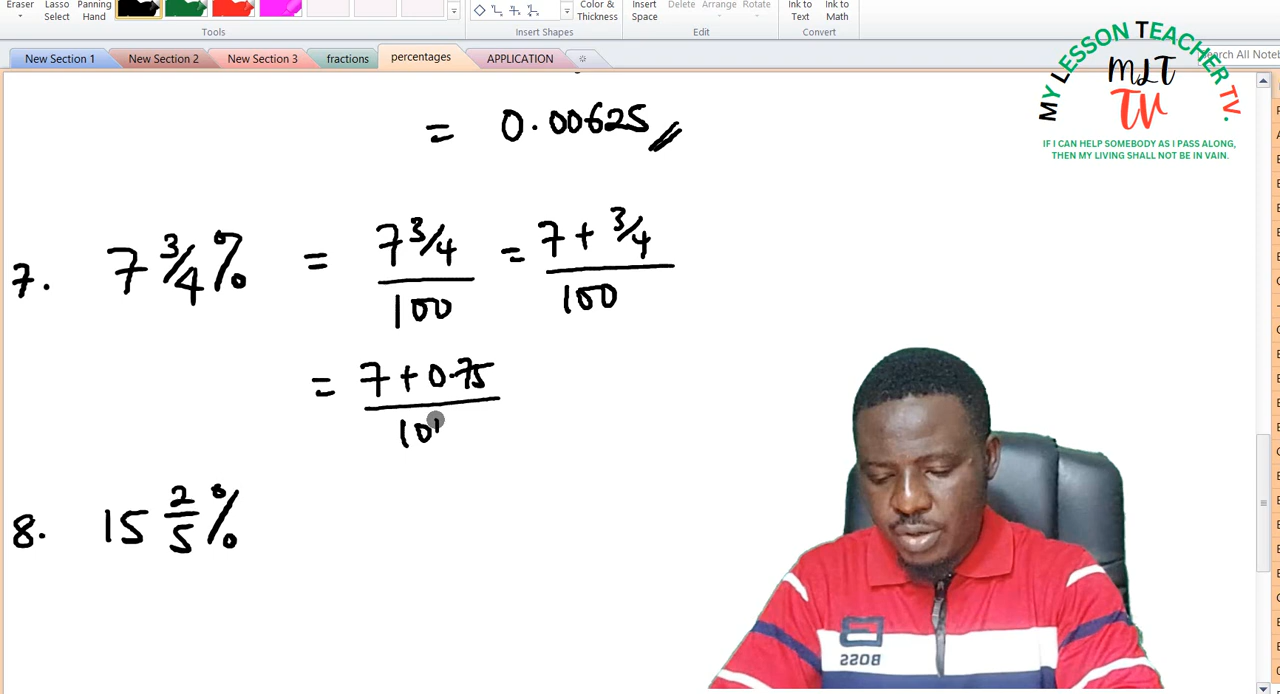 Eraser Lasso Select Panning Hand Color & Thickness Insert Space Delete Arrange Rotate Ink to Text Ink to Math
Tools Insert Shapes Edit Convert
New Section 1 New Section 2 New Section 3 fractions percentages APPLICATION
MY LESSON TEACHER TV.
MLT
TV
IF I CAN HELP SOMEBODY AS I PASS ALONG,
THEN MY LIVING SHALL NOT BE IN VAIN.
= 0.00625
7. 7 3/4 % = 7 3/4 / 100 = 7 + 3/4 / 100
= 7 + 0.75 / 10
8. 15 2/5 %
BOSS